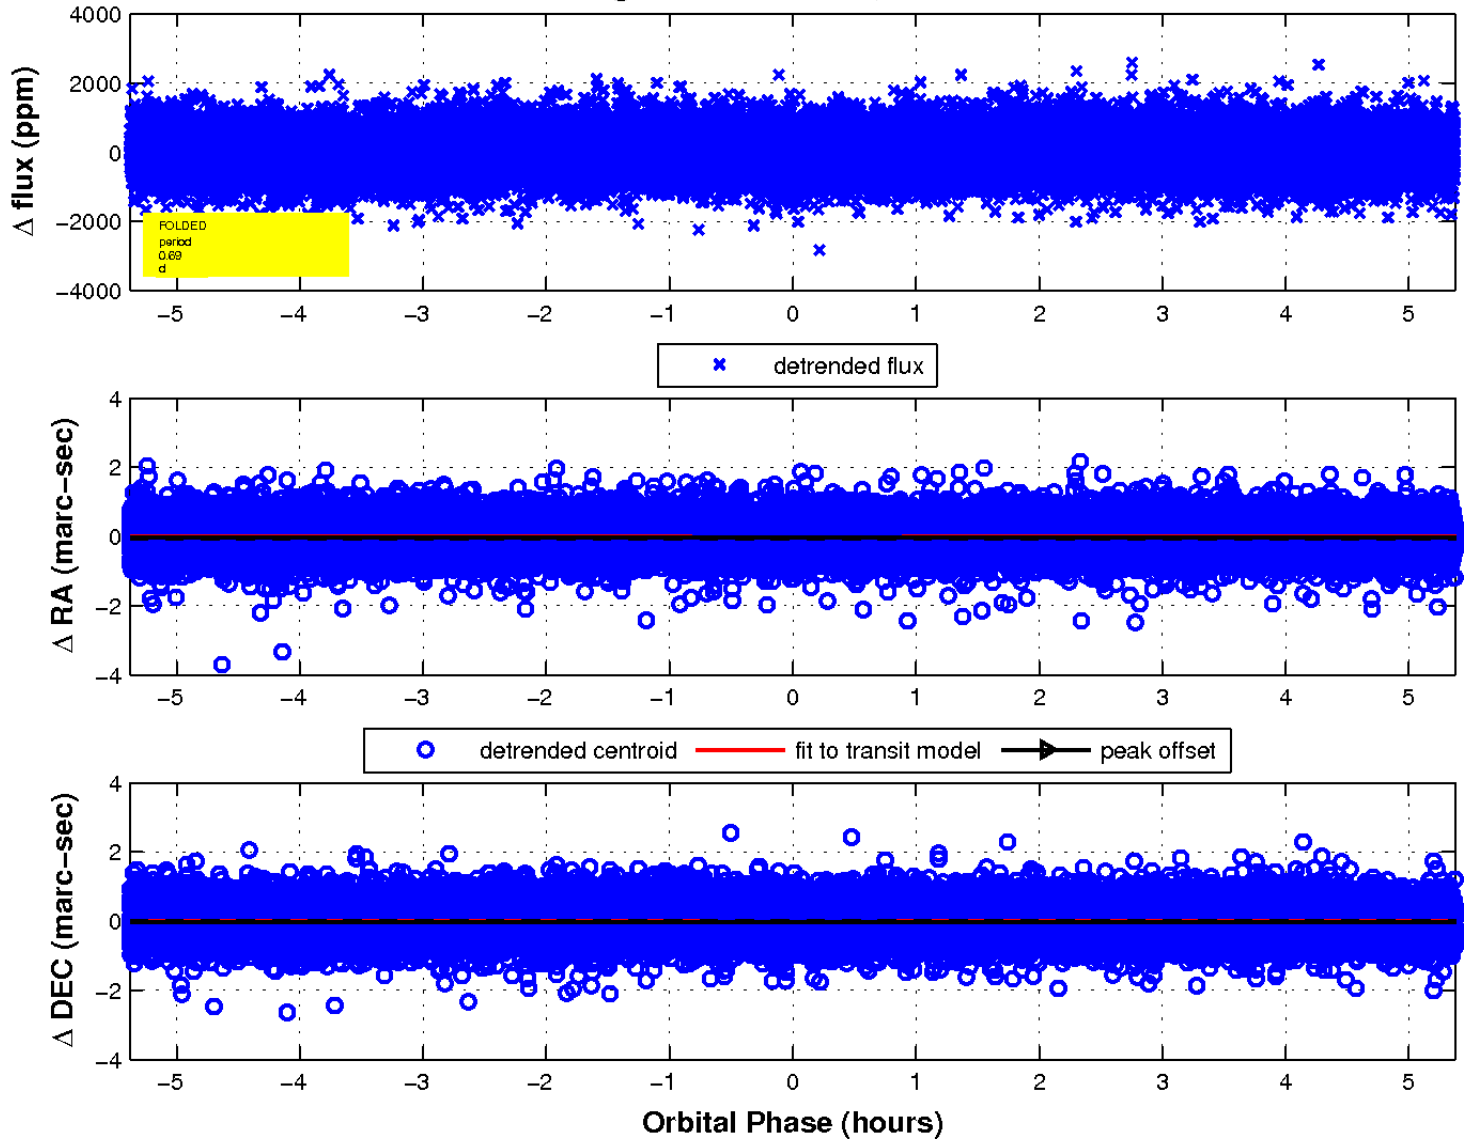 4000
2000
0
−2000
−4000
Δ flux (ppm)
FOLDED
period
0.69
d
−5 −4 −3 −2 −1 0 1 2 3 4 5
detrended flux
4
2
0
−2
−4
Δ RA (marc−sec)
−5 −4 −3 −2 −1 0 1 2 3 4 5
detrended centroid fit to transit model peak offset
4
2
0
−2
−4
Δ DEC (marc−sec)
−5 −4 −3 −2 −1 0 1 2 3 4 5
Orbital Phase (hours)